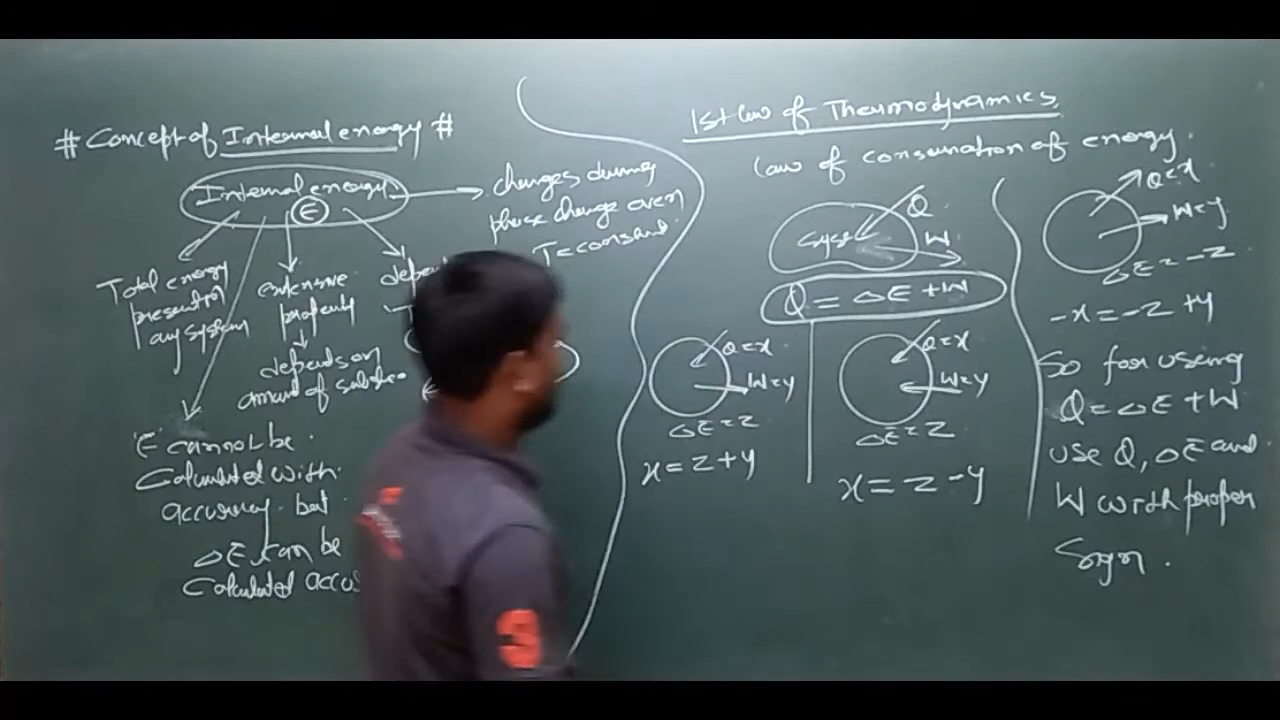 # Concept of Internal energy #
Internal energy
E
changes during
phase change even
T = constant
Total energy
present in
any system
extensive
property
depends on
amount of
E cannot be
Calculated with
accuracy but
ΔE can be
Calculated
1st law of Thermodynamics
Law of conservation of energy
Syst
Q
W
Q = ΔE + W
Q = x
W = y
ΔE = z
x = z + y
Q = x
W = y
ΔE = z
x = z - y
Q = x
W = y
ΔE = -z
-x = -z + y
So for using
Q = ΔE + W
use Q, ΔE and
W with proper
Sign.
3